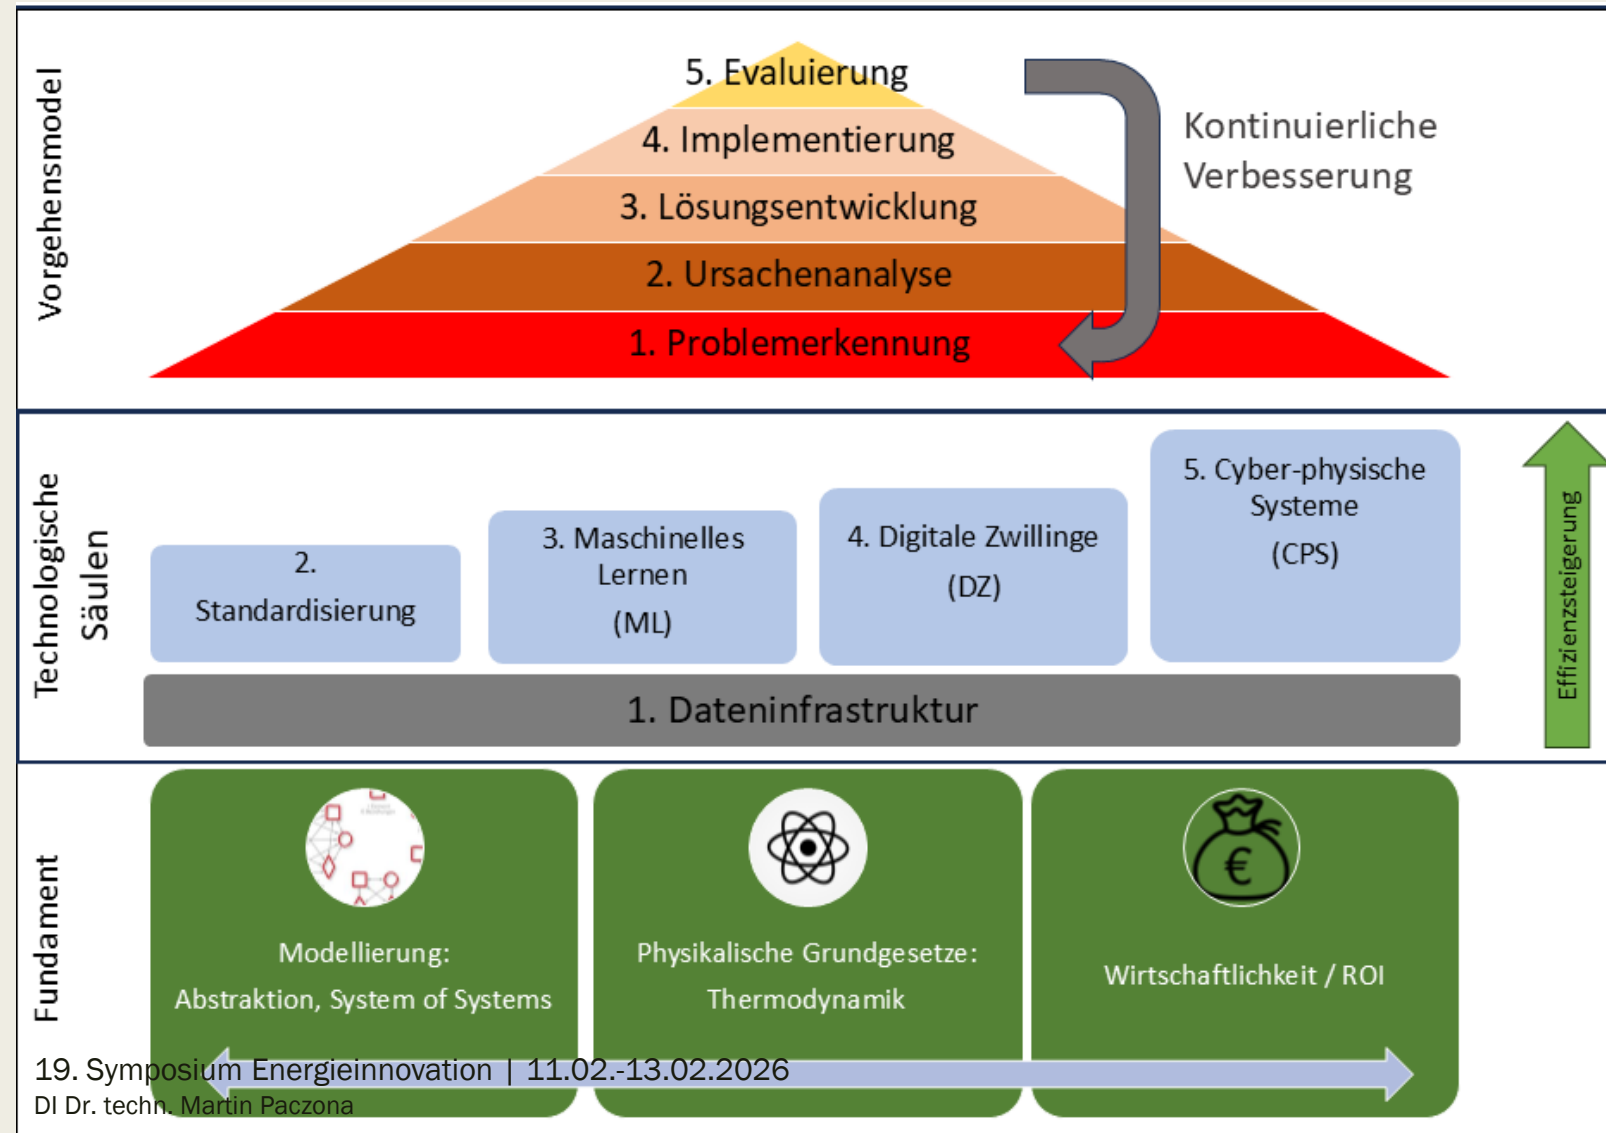 Vorgehensmodel
5. Evaluierung
4. Implementierung
3. Lösungsentwicklung
2. Ursachenanalyse
1. Problemerkennung
Kontinuierliche
Verbesserung
Technologische
Säulen
2.
Standardisierung
3. Maschinelles
Lernen
(ML)
4. Digitale Zwillinge
(DZ)
5. Cyber-physische
Systeme
(CPS)
1. Dateninfrastruktur
Effizienzsteigerung
Fundament
Modellierung:
Abstraktion, System of Systems
Physikalische Grundgesetze:
Thermodynamik
€
Wirtschaftlichkeit / ROI
19. Symposium Energieinnovation | 11.02.-13.02.2026
DI Dr. techn. Martin Paczona